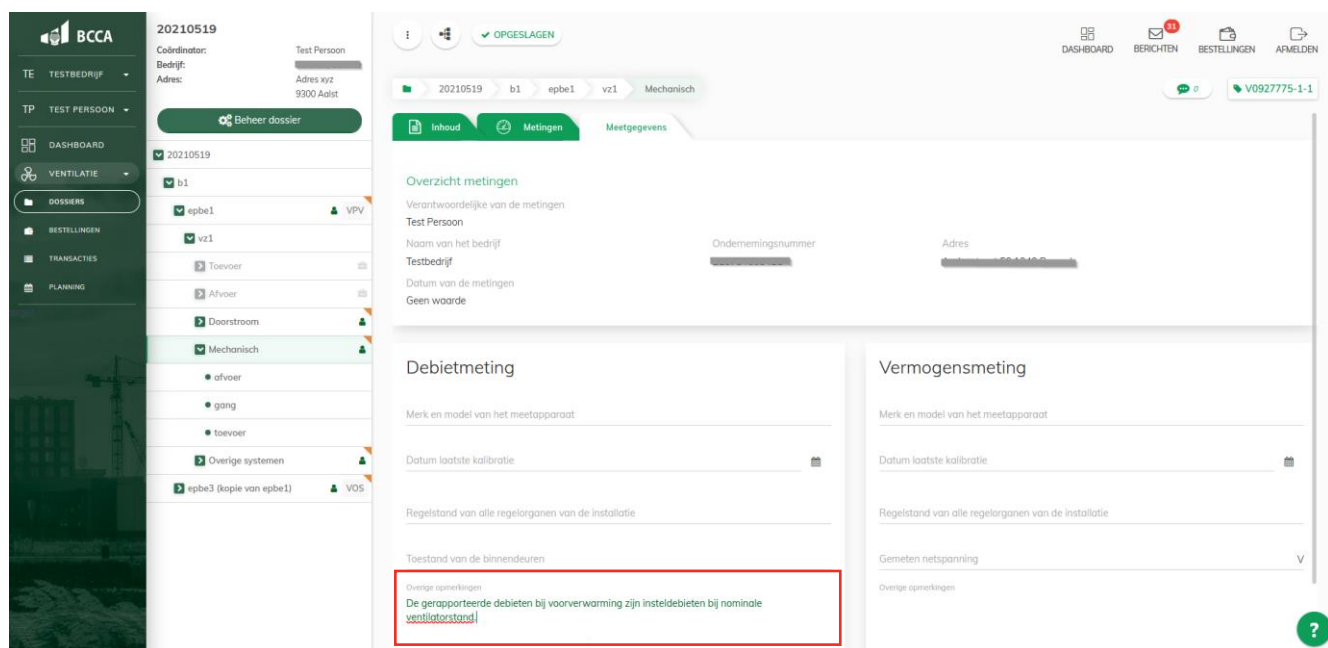 BCCA
TE TESTBEDRIJF
TP TEST PERSOON
DASHBOARD
VENTILATIE
DOSSIERS
BESTELLINGEN
TRANSACTIES
PLANNING
20210519
Coördinator: Test Persoon
Bedrijf:
Adres: Adres xyz
9300 Aalst
Beheer dossier
20210519
b1
epbe1 VPV
vz1
Toevoer
Afvoer
Doorstroom
Mechanisch
afvoer
gang
toevoer
Overige systemen
epbe3 (kopie van epbe1) VOS
OPGESLAGEN
31
DASHBOARD BERICHTEN BESTELLINGEN AFMELDEN
20210519 b1 epbe1 vz1 Mechanisch
0 V0927775-1-1
Inhoud Metingen Meetgegevens
Overzicht metingen
Verantwoordelijke van de metingen
Test Persoon
Naam van het bedrijf Ondernemingsnummer Adres
Testbedrijf
Datum van de metingen
Geen waarde
Debietmeting
Merk en model van het meetapparaat
Datum laatste kalibratie
Regelstand van alle regelorganen van de installatie
Toestand van de binnendeuren
Overige opmerkingen
De gerapporteerde debieten bij voorverwarming zijn insteldebieten bij nominale
ventilatorstand.
Vermogensmeting
Merk en model van het meetapparaat
Datum laatste kalibratie
Regelstand van alle regelorganen van de installatie
Gemeten netspanning V
Overige opmerkingen
?